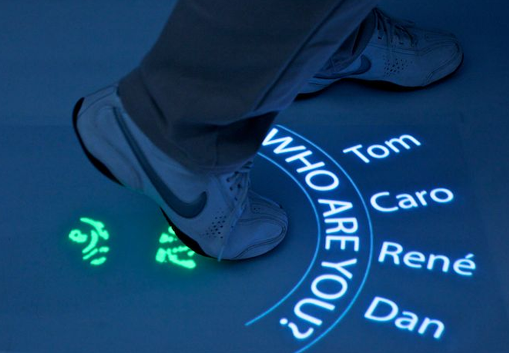 WHO ARE YOU?
Tom
Caro
René
Dan